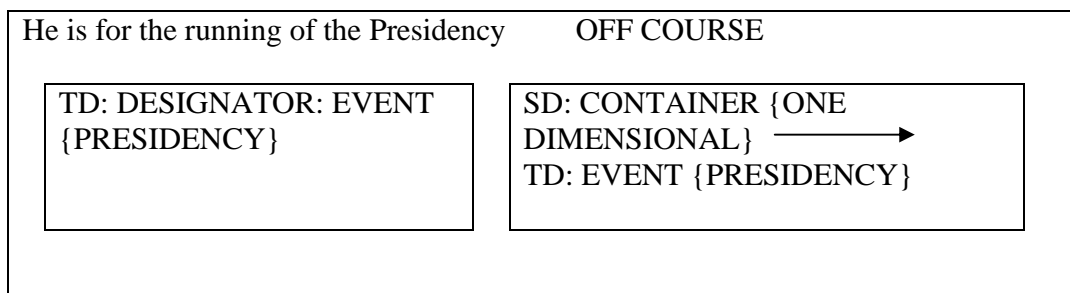 He is for the running of the Presidency OFF COURSE
TD: DESIGNATOR: EVENT
{PRESIDENCY}
SD: CONTAINER {ONE
DIMENSIONAL}
TD: EVENT {PRESIDENCY}